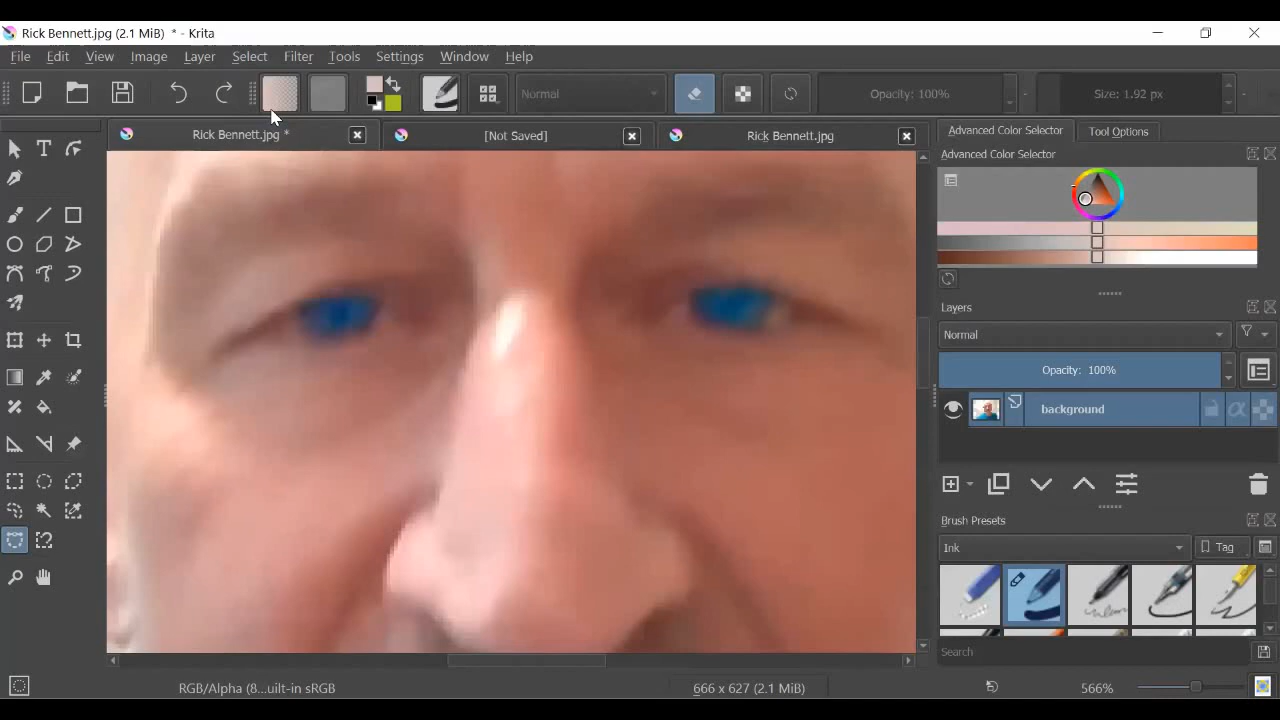 Rick Bennett.jpg (2.1 MiB) * - Krita
File Edit View Image Layer Select Filter Tools Settings Window Help
Normal Opacity: 100% Size: 1.92 px
Rick Bennett.jpg * [Not Saved] Rick Bennett.jpg
Advanced Color Selector Tool Options
Advanced Color Selector
Layers
Normal
Opacity: 100%
background
Brush Presets
Ink Tag
Search
RGB/Alpha (8...uilt-in sRGB 666 x 627 (2.1 MiB) 566%